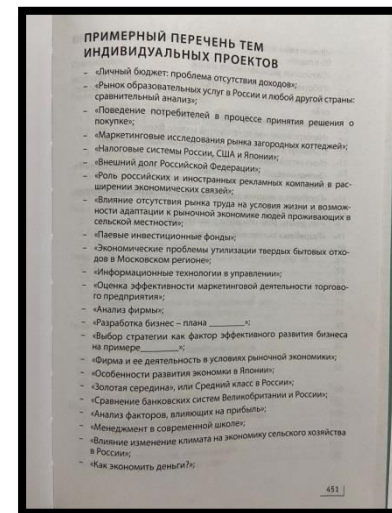 ПРИМЕРНЫЙ ПЕРЕЧЕНЬ ТЕМ
ИНДИВИДУАЛЬНЫХ ПРОЕКТОВ
– «Личный бюджет: проблема отсутствия доходов»;
– «Рынок образовательных услуг в России и любой другой страны:
сравнительный анализ»;
– «Поведение потребителей в процессе принятия решения о
покупке»;
– «Маркетинговые исследования рынка загородных коттеджей»;
– «Налоговые системы России, США и Японии»;
– «Внешний долг Российской Федерации»;
– «Роль российских и иностранных рекламных компаний в рас-
ширении экономических связей»;
– «Влияние отсутствия рынка труда на условия жизни и возмож-
ности адаптации к рыночной экономике людей проживающих в
сельской местности»;
– «Паевые инвестиционные фонды»;
– «Экономические проблемы утилизации твердых бытовых отхо-
дов в Московском регионе»;
– «Информационные технологии в управлении»;
– «Оценка эффективности маркетинговой деятельности торгово-
го предприятия»;
– «Анализ фирмы»;
– «Разработка бизнес – плана ________»;
– «Выбор стратегии как фактор эффективного развития бизнеса
на примере________»;
– «Фирма и ее деятельность в условиях рыночной экономики»;
– «Особенности развития экономки в Японии»;
– «Золотая середина», или Средний класс в России»;
– «Сравнение банковских систем Великобритании и России»;
– «Анализ факторов, влияющих на прибыль»;
– «Менеджмент в современной школе»;
– «Влияние изменение климата на экономику сельского хозяйства
в России»;
– «Как экономить деньги?»;
451